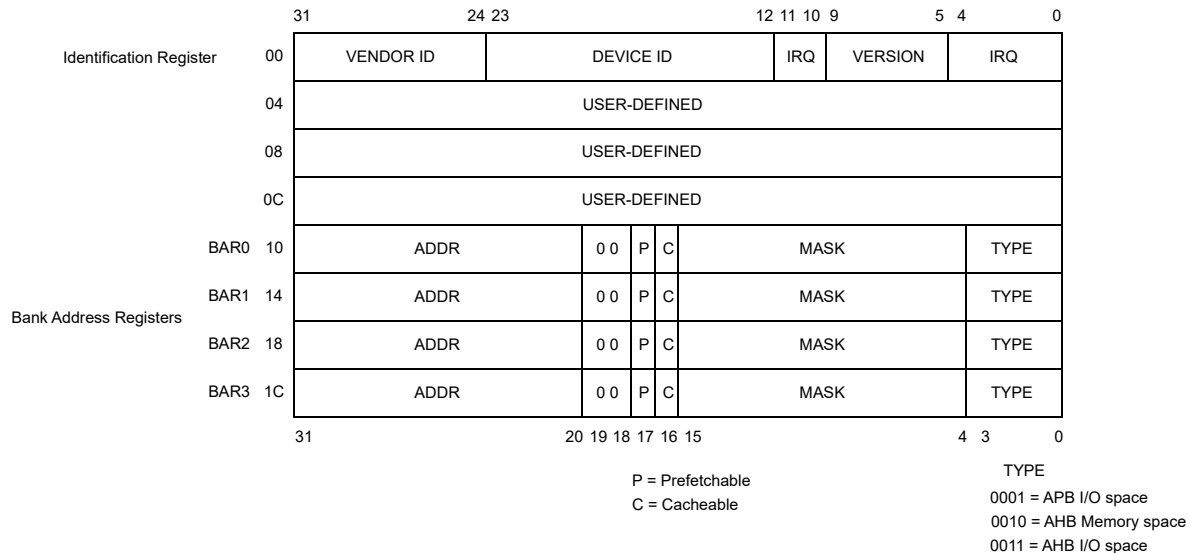 31 24 23 12 11 10 9 5 4 0
Identification Register 00 VENDOR ID DEVICE ID IRQ VERSION IRQ
04 USER-DEFINED
08 USER-DEFINED
0C USER-DEFINED
BAR0 10 ADDR 0 0 P C MASK TYPE
BAR1 14 ADDR 0 0 P C MASK TYPE
Bank Address Registers
BAR2 18 ADDR 0 0 P C MASK TYPE
BAR3 1C ADDR 0 0 P C MASK TYPE
31 20 19 18 17 16 15 4 3 0
P = Prefetchable
C = Cacheable
TYPE
0001 = APB I/O space
0010 = AHB Memory space
0011 = AHB I/O space